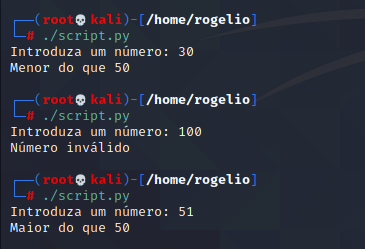 ┌──(root💀kali)-[/home/rogelio]
└─# ./script.py
Introduza um número: 30
Menor do que 50
┌──(root💀kali)-[/home/rogelio]
└─# ./script.py
Introduza um número: 100
Número inválido
┌──(root💀kali)-[/home/rogelio]
└─# ./script.py
Introduza um número: 51
Maior do que 50